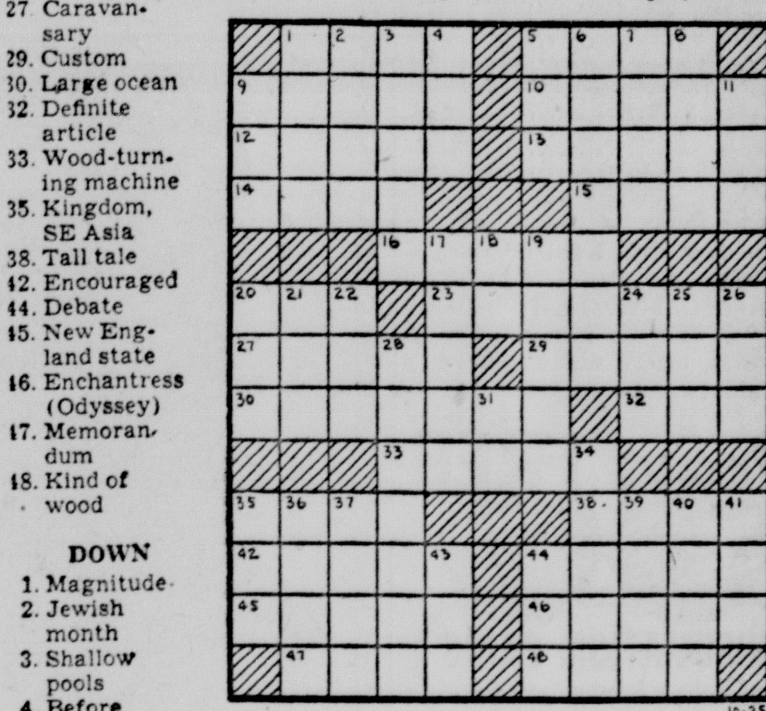 27. Caravan-
sary
29. Custom
30. Large ocean
32. Definite
article
33. Wood-turn-
ing machine
35. Kingdom,
SE Asia
38. Tall tale
42. Encouraged
44. Debate
45. New Eng-
land state
46. Enchantress
(Odyssey)
47. Memoran-
dum
48. Kind of
wood
DOWN
1. Magnitude
2. Jewish
month
3. Shallow
pools
4. Before
1 2 3 4 5 6 7 8
9 10 11
12 13
14 15
16 17 18 19
20 21 22 23 24 25 26
27 28 29
30 31 32
33 34
35 36 37 38 39 40 41
42 43 44
45 46
47 48
10-25